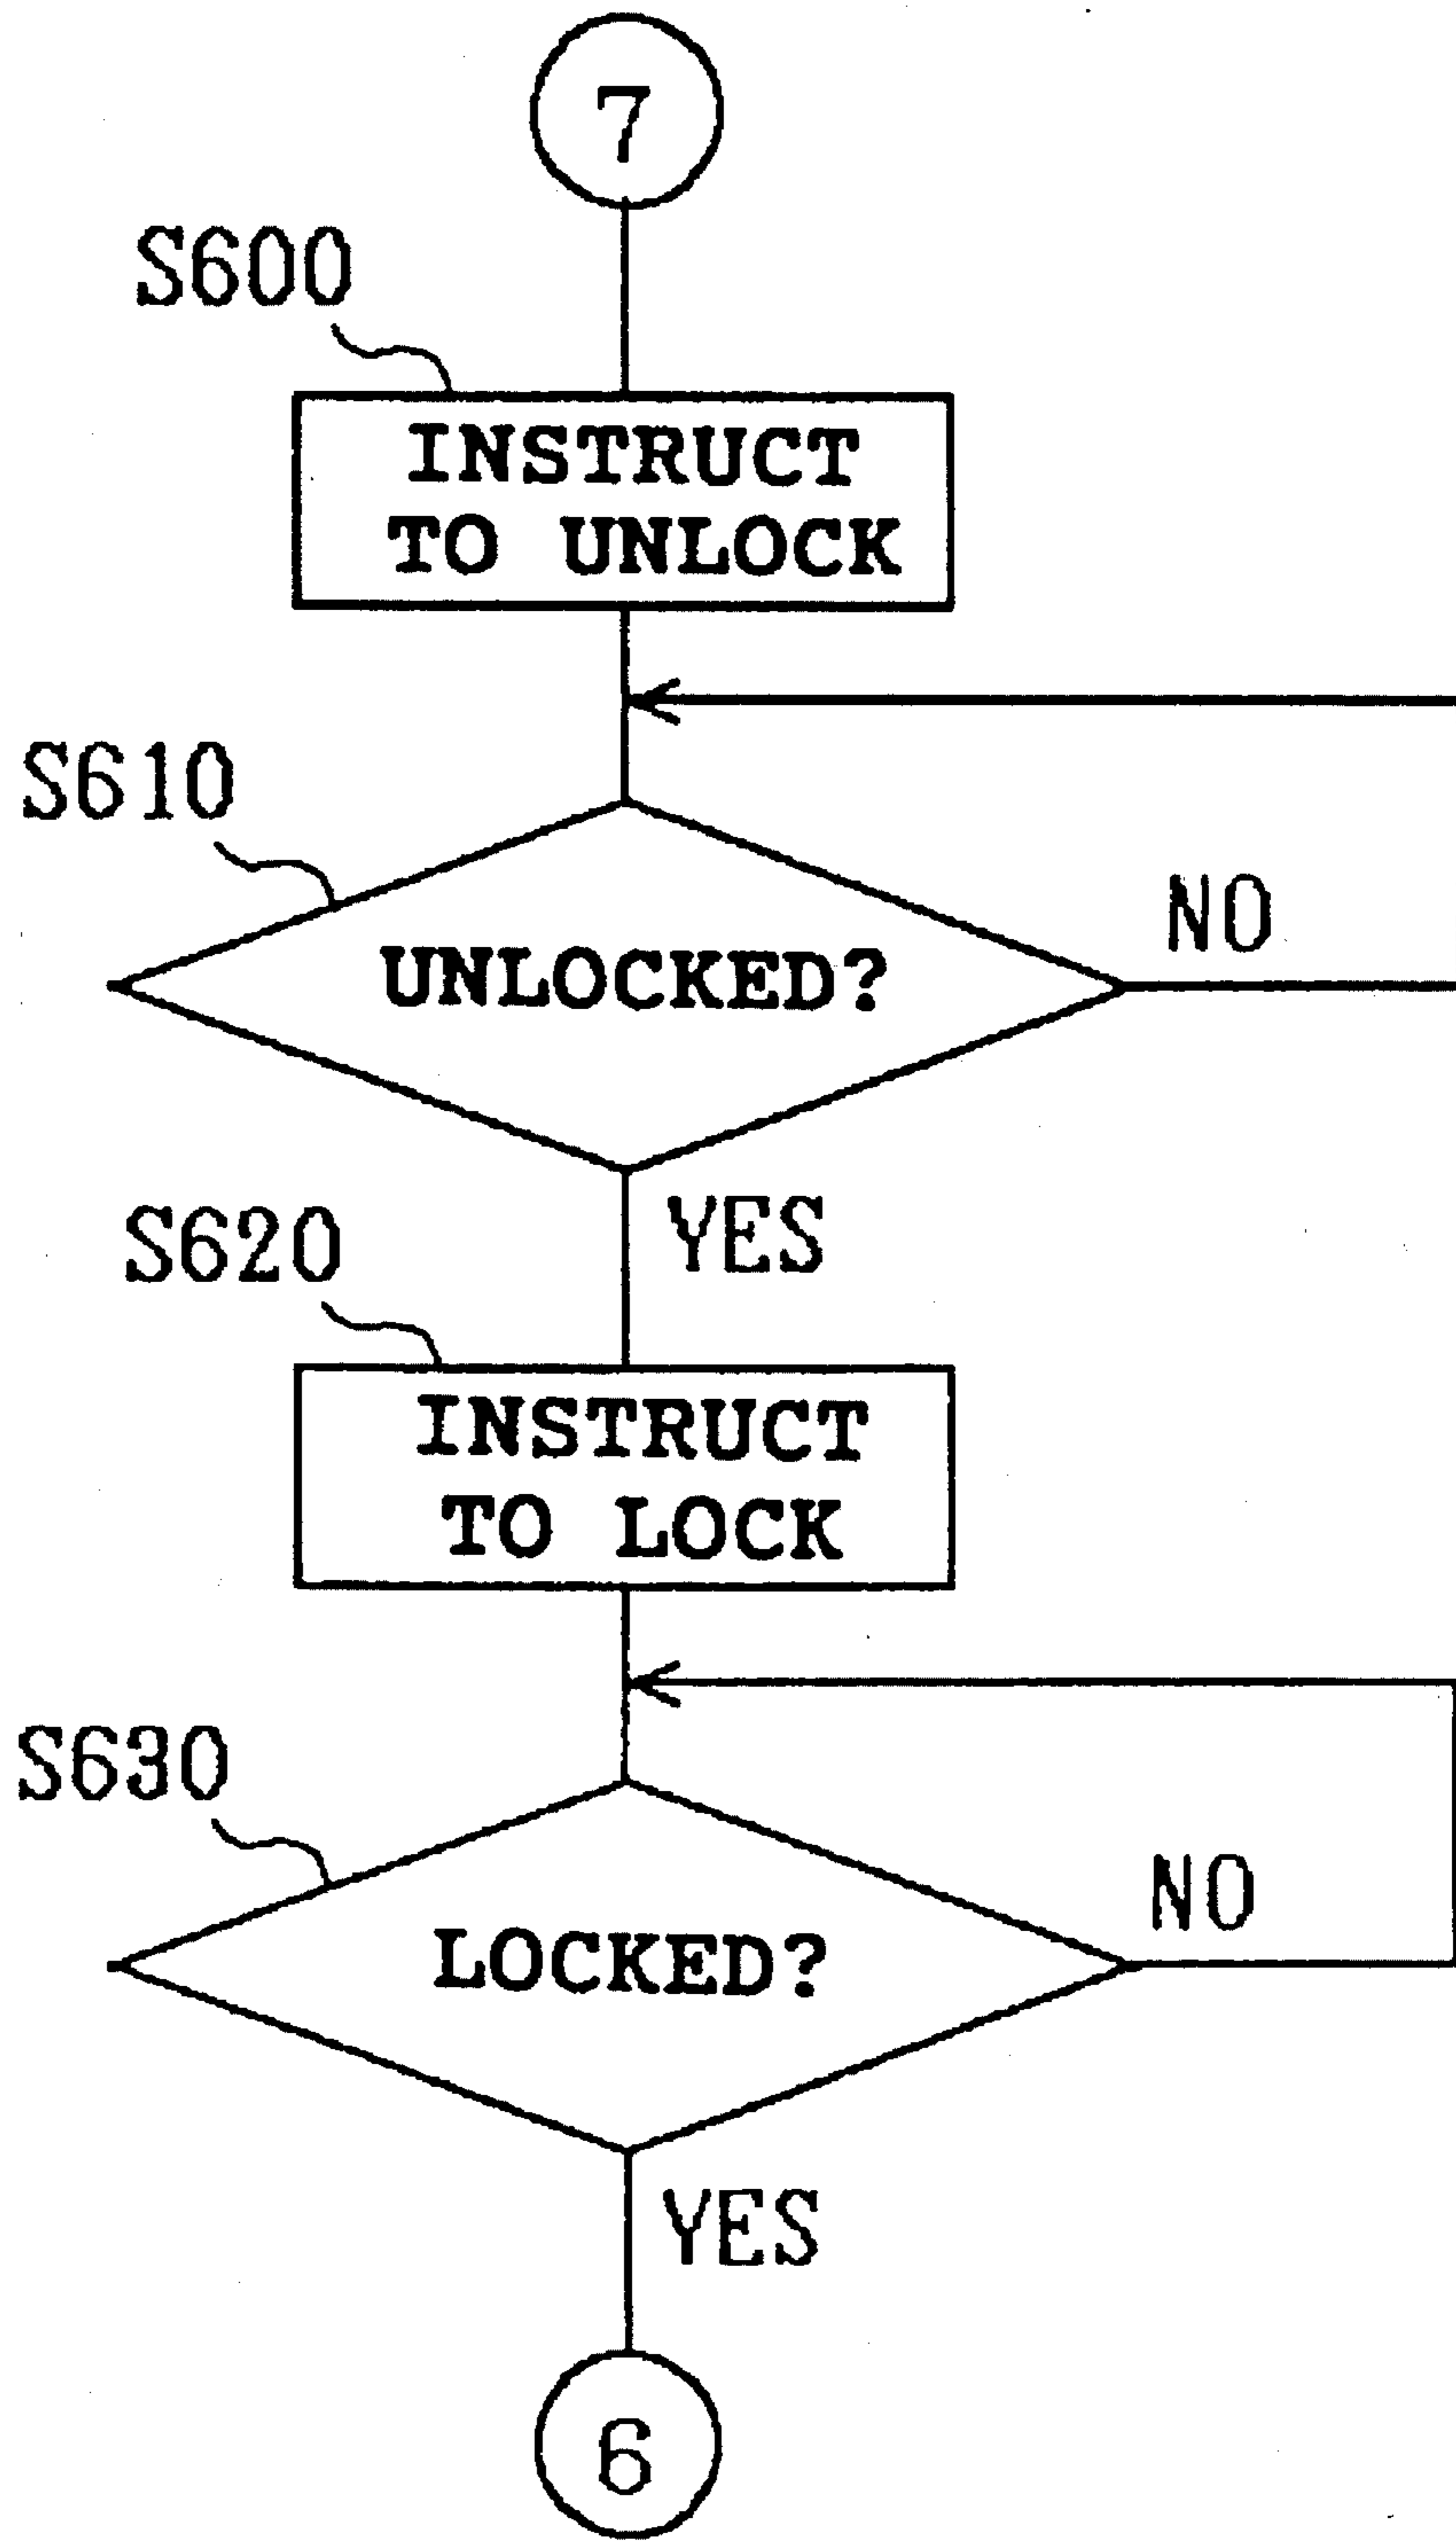 7
S600
INSTRUCT
TO UNLOCK
S610
UNLOCKED?
NO
YES
S620
INSTRUCT
TO LOCK
S630
LOCKED?
NO
YES
6